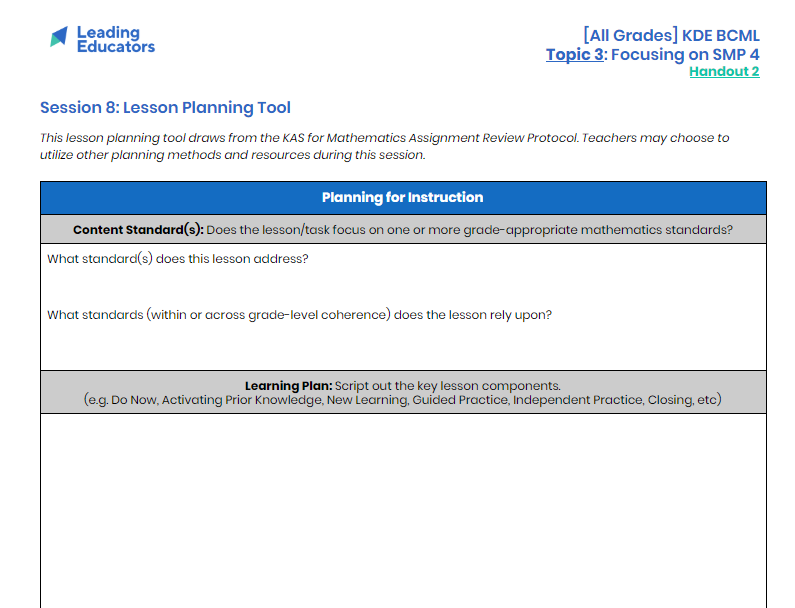 Leading
Educators
[All Grades] KDE BCML
Topic 3: Focusing on SMP 4
Handout 2
Session 8: Lesson Planning Tool
This lesson planning tool draws from the KAS for Mathematics Assignment Review Protocol. Teachers may choose to
utilize other planning methods and resources during this session.
Planning for Instruction
Content Standard(s): Does the lesson/task focus on one or more grade-appropriate mathematics standards?
What standard(s) does this lesson address?
What standards (within or across grade-level coherence) does the lesson rely upon?
Learning Plan: Script out the key lesson components.
(e.g. Do Now, Activating Prior Knowledge, New Learning, Guided Practice, Independent Practice, Closing, etc)